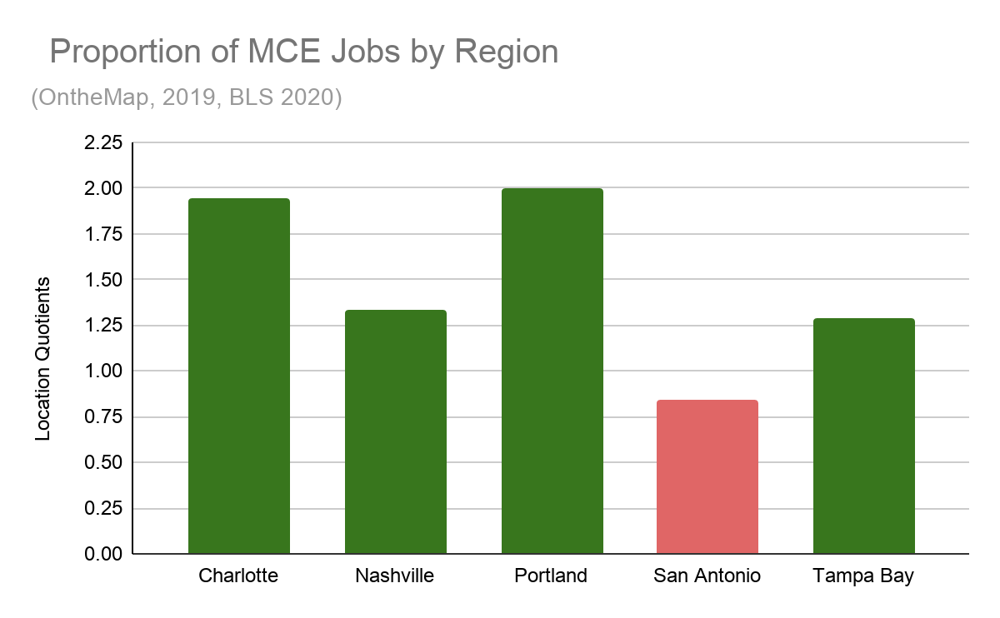 Proportion of MCE Jobs by Region
(OntheMap, 2019, BLS 2020)
2.25
2.00
1.75
1.50
1.25
1.00
0.75
0.50
0.25
0.00
Location Quotients
Charlotte
Nashville
Portland
San Antonio
Tampa Bay